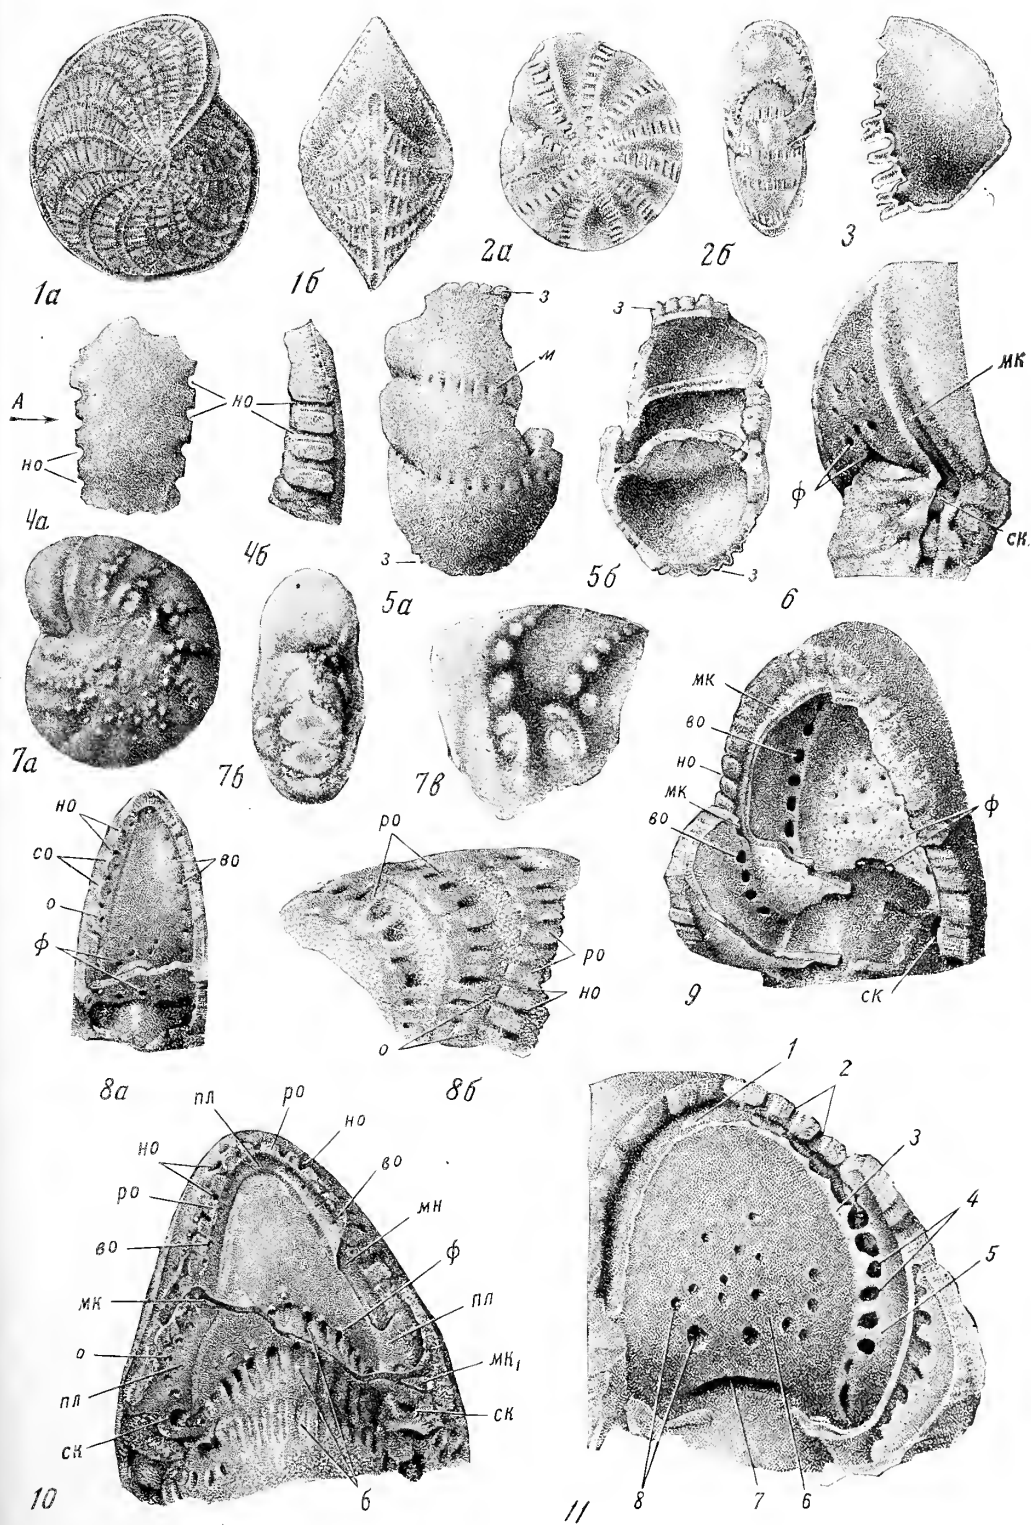 1а
1б
2а
2б
3
А
но
но
4а
4б
з
м
з
5а
з
з
5б
мк
ф
ск
6
7а
7б
7в
но
со
о
ф
во
8а
ро
ро
но
о
8б
мк
во
но
мк
во
ф
ск
9
пл
ро
но
но
ро
во
мк
о
пл
ск
во
мн
ф
пл
мк₁
ск
б
10
1
2
3
4
5
6
7
8
11